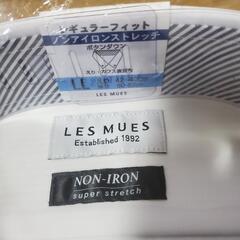 レギュラーフィット
ノンアイロンストレッチ
ボタンダウン
LES MUES
LES MUES
Established 1992
NON-IRON
super stretch